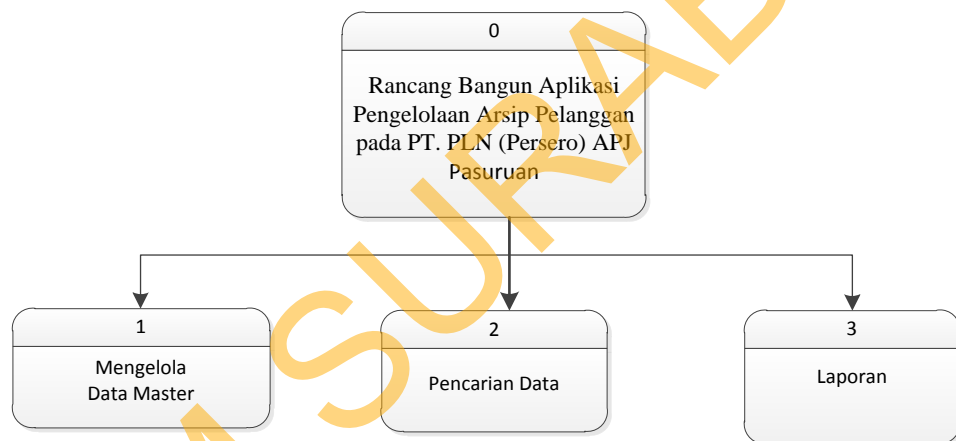 0
Rancang Bangun Aplikasi
Pengelolaan Arsip Pelanggan
pada PT. PLN (Persero) APJ
Pasuruan
1
Mengelola
Data Master
2
Pencarian Data
3
Laporan
M SURAB